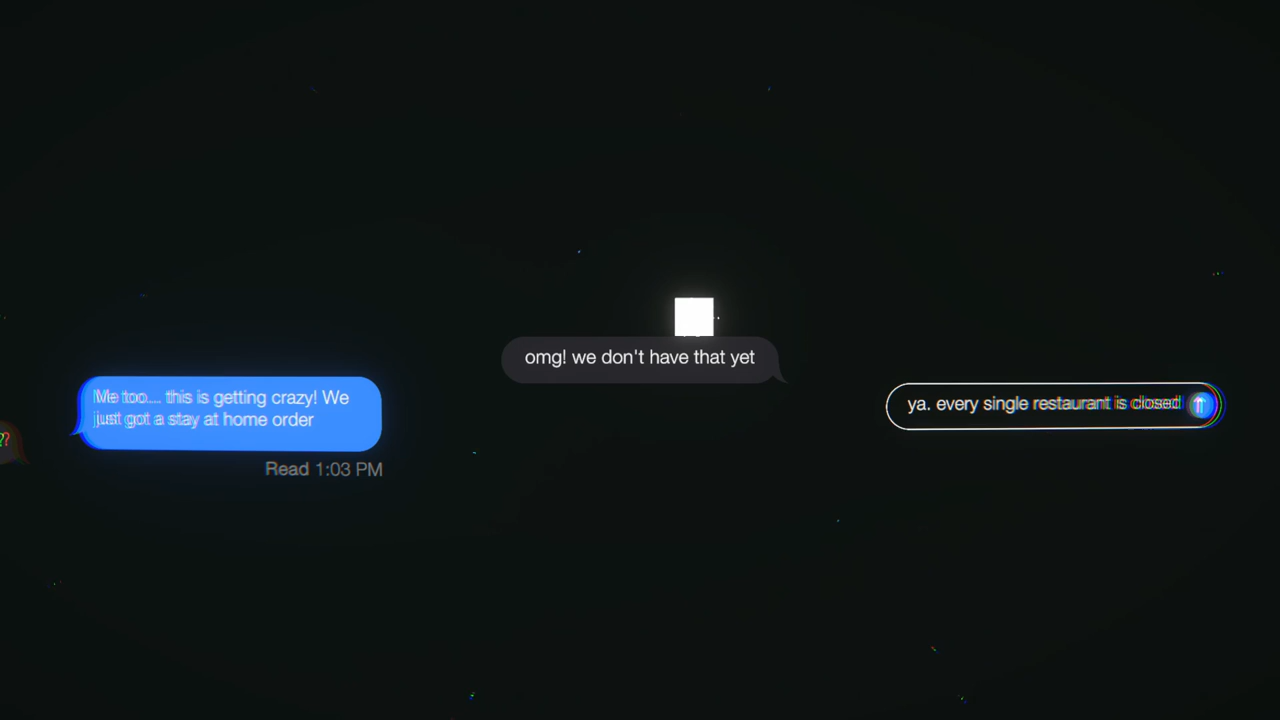 ??
Me too.... this is getting crazy! We
just got a stay at home order
Read 1:03 PM
omg! we don't have that yet
ya. every single restaurant is closed